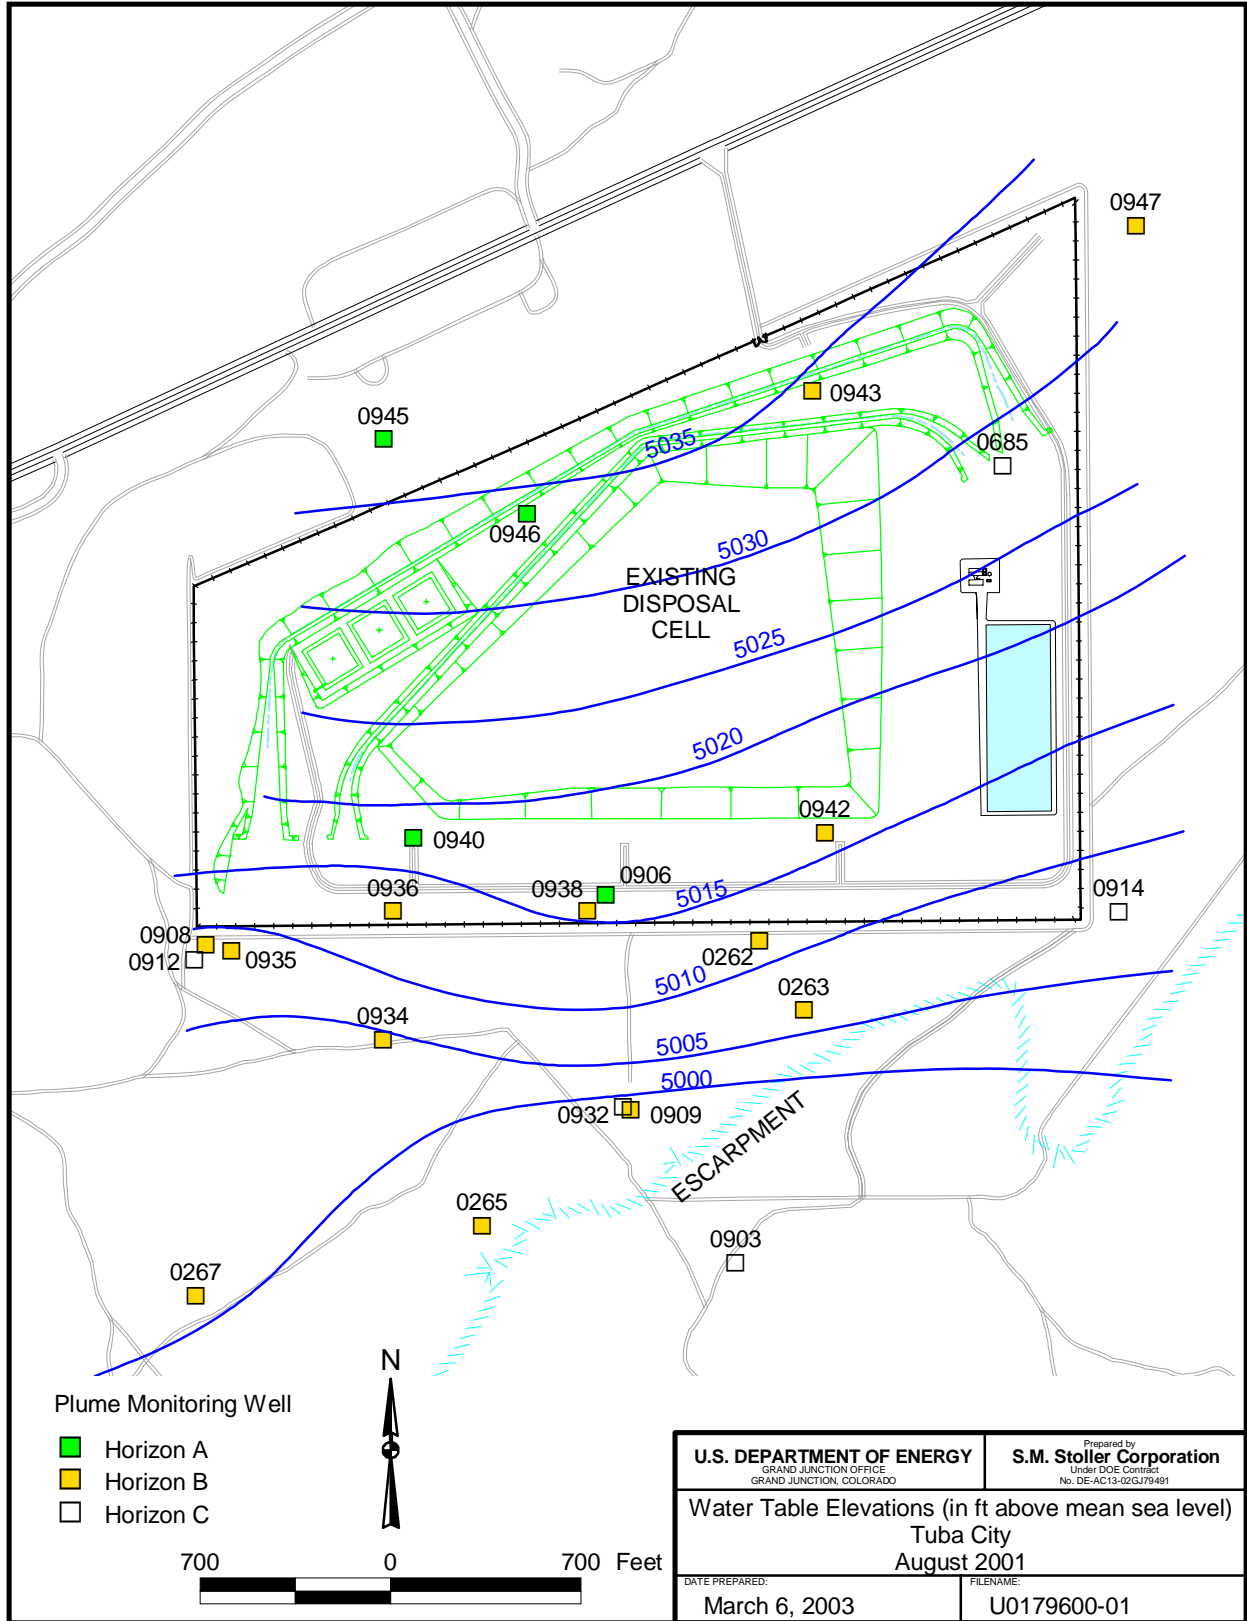 0947
0943
0945
5035
0685
0946
5030
EXISTING
DISPOSAL
CELL
5025
5020
0942
0940
0906
0936
0938
5015
0914
0908
0935
0912
0262
5010
0263
0934
5005
5000
0932
0909
ESCARPMENT
0265
0903
0267
N
Plume Monitoring Well
Horizon A
Horizon B
Horizon C
700 0 700 Feet
U.S. DEPARTMENT OF ENERGY
GRAND JUNCTION OFFICE
GRAND JUNCTION, COLORADO
Prepared by
S.M. Stoller Corporation
Under DOE Contract
No. DE-AC13-02GJ79491
Water Table Elevations (in ft above mean sea level)
Tuba City
August 2001
DATE PREPARED:
March 6, 2003
FILENAME:
U0179600-01